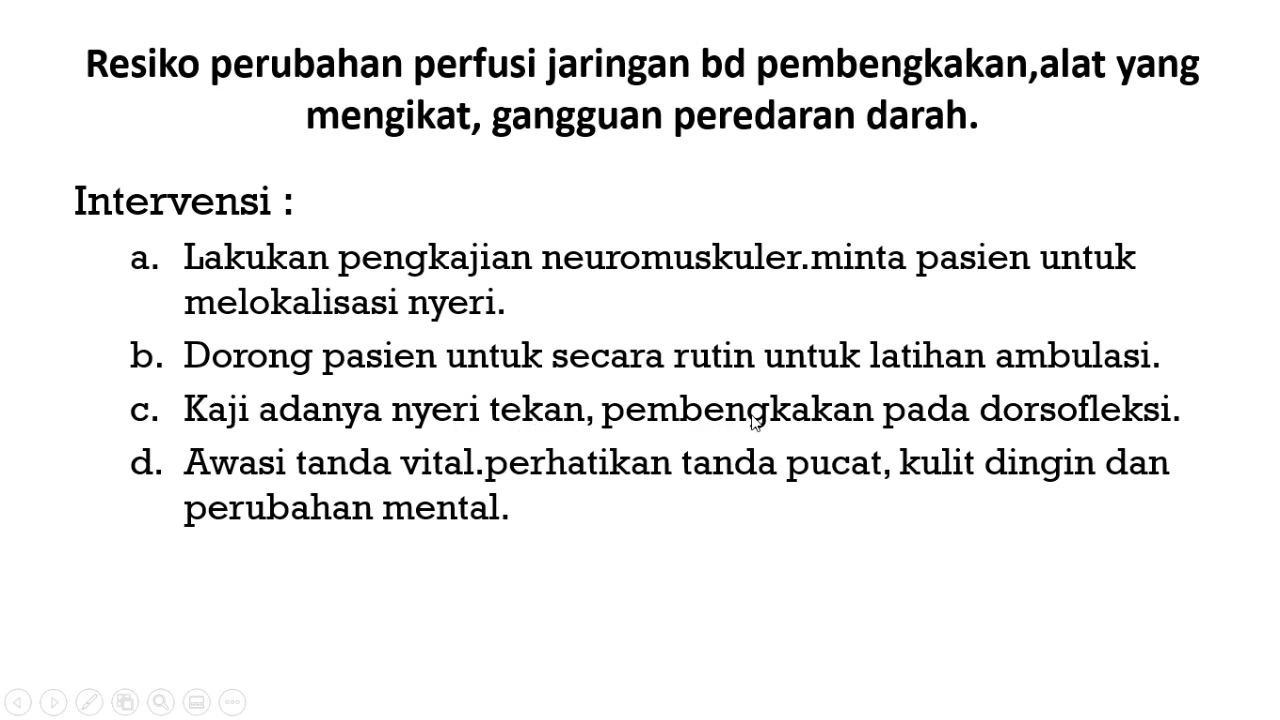 Resiko perubahan perfusi jaringan bd pembengkakan,alat yang
mengikat, gangguan peredaran darah.
Intervensi :
a. Lakukan pengkajian neuromuskuler.minta pasien untuk
melokalisasi nyeri.
b. Dorong pasien untuk secara rutin untuk latihan ambulasi.
c. Kaji adanya nyeri tekan, pembengkakan pada dorsofleksi.
d. Awasi tanda vital.perhatikan tanda pucat, kulit dingin dan
perubahan mental.